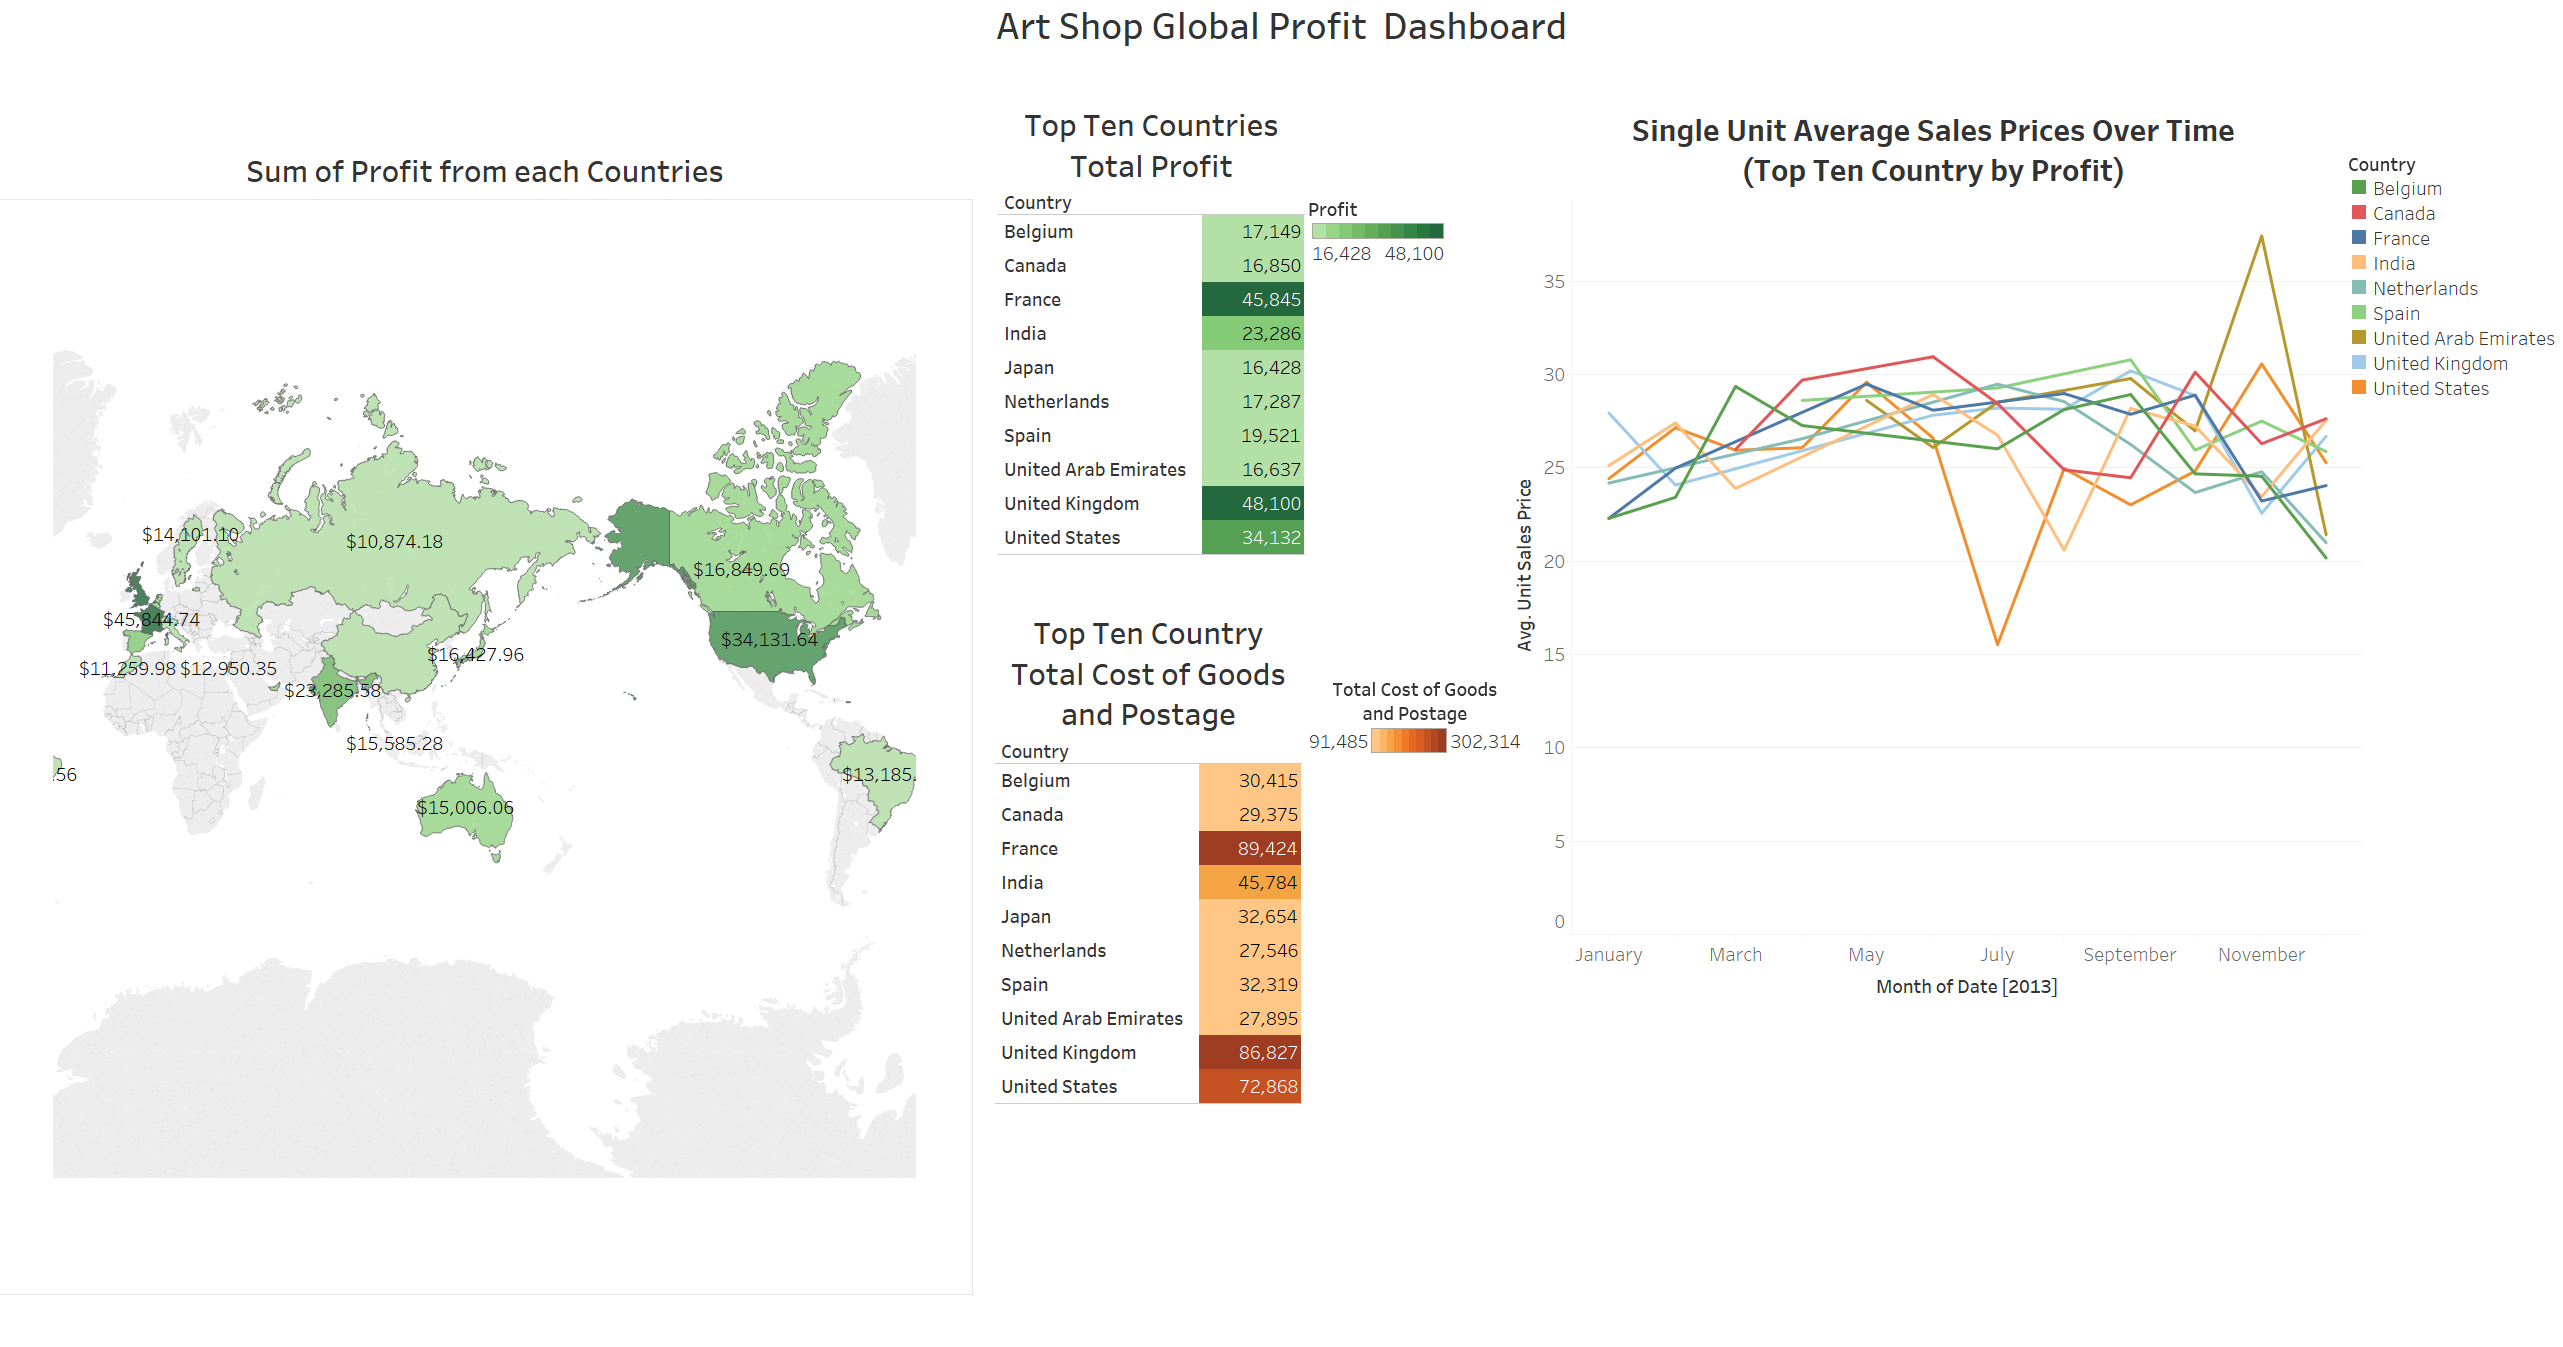 Art Shop Global Profit  Dashboard
Sum of Profit from each Countries
$14,101.10
$10,874.18
$16,849.69
$45,844.74
$34,131.64
$16,427.96
$11,259.98 $12,950.35
$23,285.58
$15,585.28
.56
$13,185.
$15,006.06
Top Ten Countries
Total Profit
Country
Belgium 17,149
Canada 16,850
France 45,845
India 23,286
Japan 16,428
Netherlands 17,287
Spain 19,521
United Arab Emirates 16,637
United Kingdom 48,100
United States 34,132
Profit
16,428 48,100
Top Ten Country
Total Cost of Goods
and Postage
Country
Belgium 30,415
Canada 29,375
France 89,424
India 45,784
Japan 32,654
Netherlands 27,546
Spain 32,319
United Arab Emirates 27,895
United Kingdom 86,827
United States 72,868
Total Cost of Goods
and Postage
91,485 302,314
Single Unit Average Sales Prices Over Time
(Top Ten Country by Profit)
Avg. Unit Sales Price
35
30
25
20
15
10
5
0
January March May July September November
Month of Date [2013]
Country
Belgium
Canada
France
India
Netherlands
Spain
United Arab Emirates
United Kingdom
United States